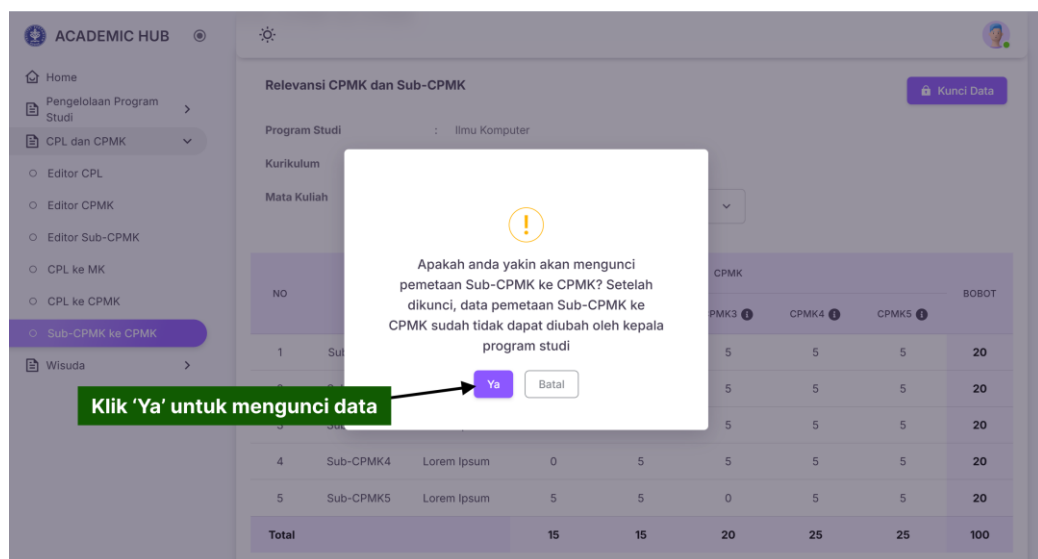 ACADEMIC HUB
Home
Pengelolaan Program
Studi
CPL dan CPMK
Editor CPL
Editor CPMK
Editor Sub-CPMK
CPL ke MK
CPL ke CPMK
Sub-CPMK ke CPMK
Wisuda
Relevansi CPMK dan Sub-CPMK
Kunci Data
Program Studi : Ilmu Komputer
Kurikulum
Mata Kuliah
Apakah anda yakin akan mengunci
pemetaan Sub-CPMK ke CPMK? Setelah
dikunci, data pemetaan Sub-CPMK ke
CPMK sudah tidak dapat diubah oleh kepala
program studi
Ya Batal
Klik ‘Ya’ untuk mengunci data
CPMK
NO BOBOT
CPMK4 CPMK5
1 5 5 5 20
5 5 5 20
5 5 5 20
4 Sub-CPMK4 Lorem Ipsum 0 5 5 5 5 20
5 Sub-CPMK5 Lorem Ipsum 5 5 0 5 5 20
Total 15 15 20 25 25 100